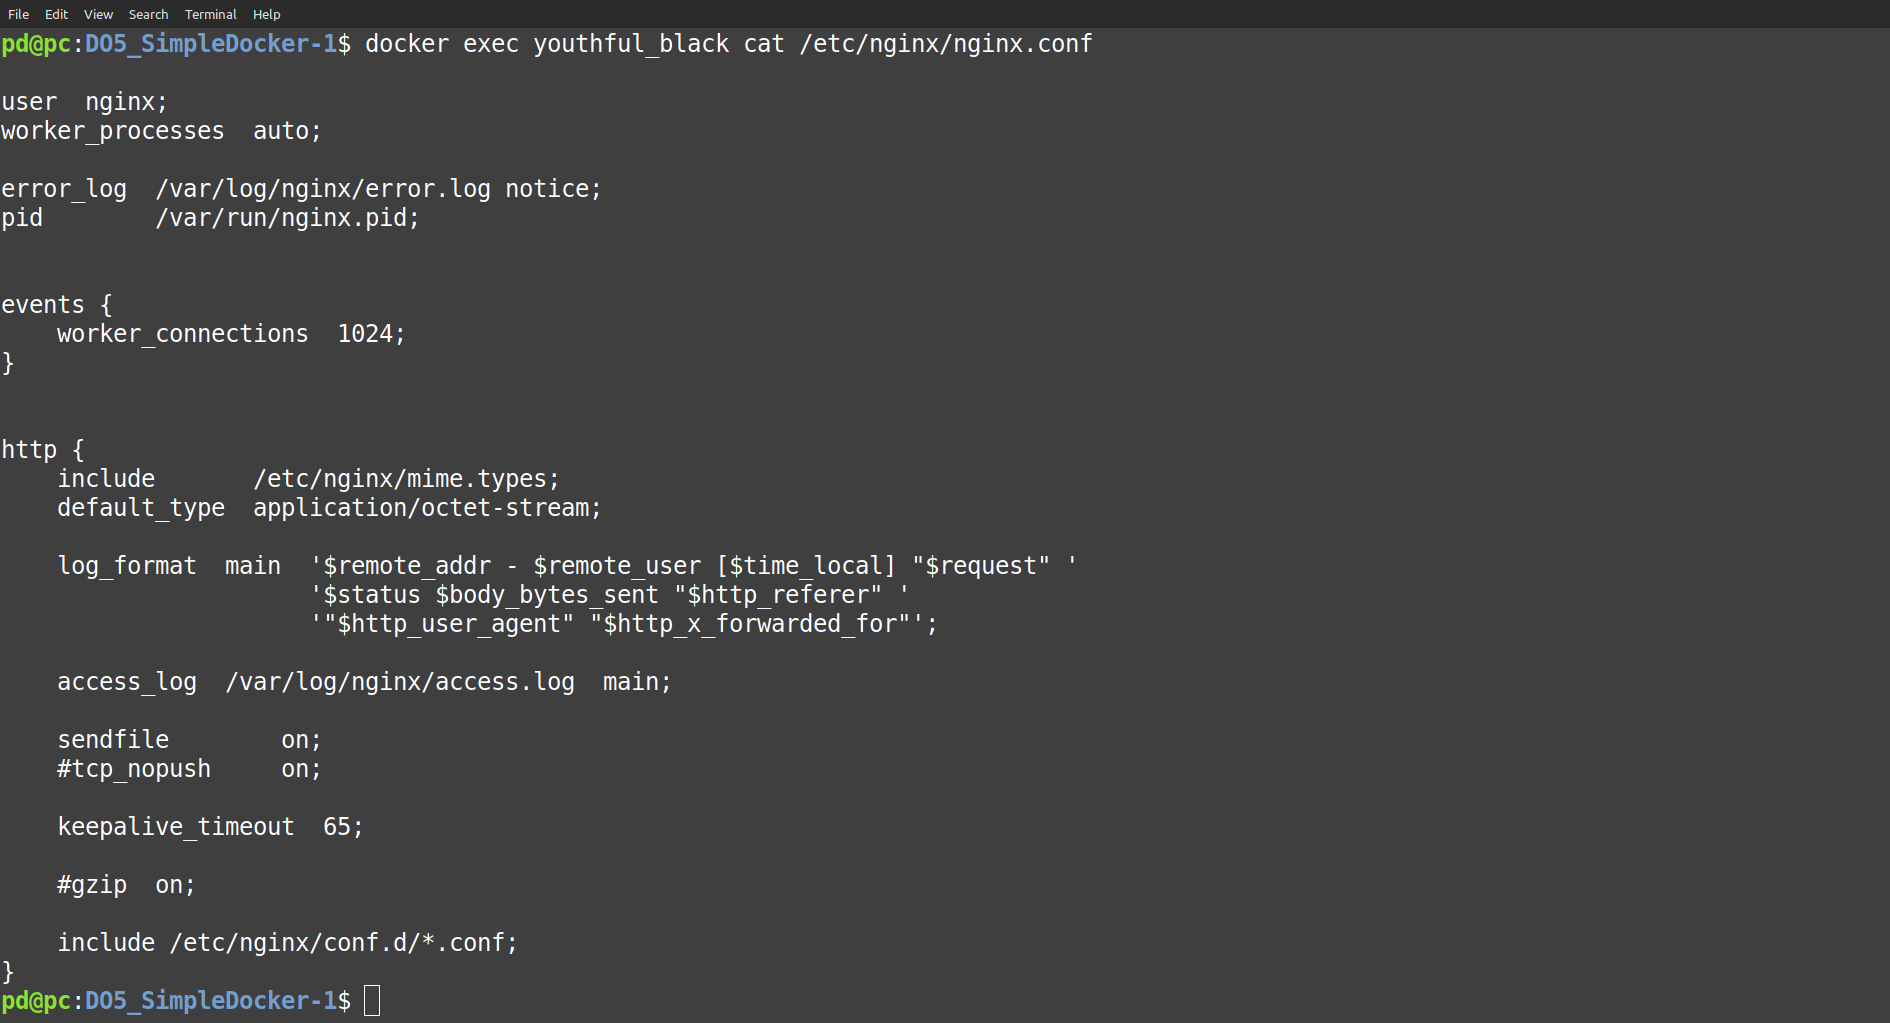 File Edit View Search Terminal Help
pd@pc:DO5_SimpleDocker-1$ docker exec youthful_black cat /etc/nginx/nginx.conf
user  nginx;
worker_processes  auto;
error_log  /var/log/nginx/error.log notice;
pid        /var/run/nginx.pid;
events {
    worker_connections  1024;
}
http {
    include       /etc/nginx/mime.types;
    default_type  application/octet-stream;
    log_format  main  '$remote_addr - $remote_user [$time_local] "$request" '
                      '$status $body_bytes_sent "$http_referer" '
                      '"$http_user_agent" "$http_x_forwarded_for"';
    access_log  /var/log/nginx/access.log  main;
    sendfile        on;
    #tcp_nopush     on;
    keepalive_timeout  65;
    #gzip  on;
    include /etc/nginx/conf.d/*.conf;
}
pd@pc:DO5_SimpleDocker-1$